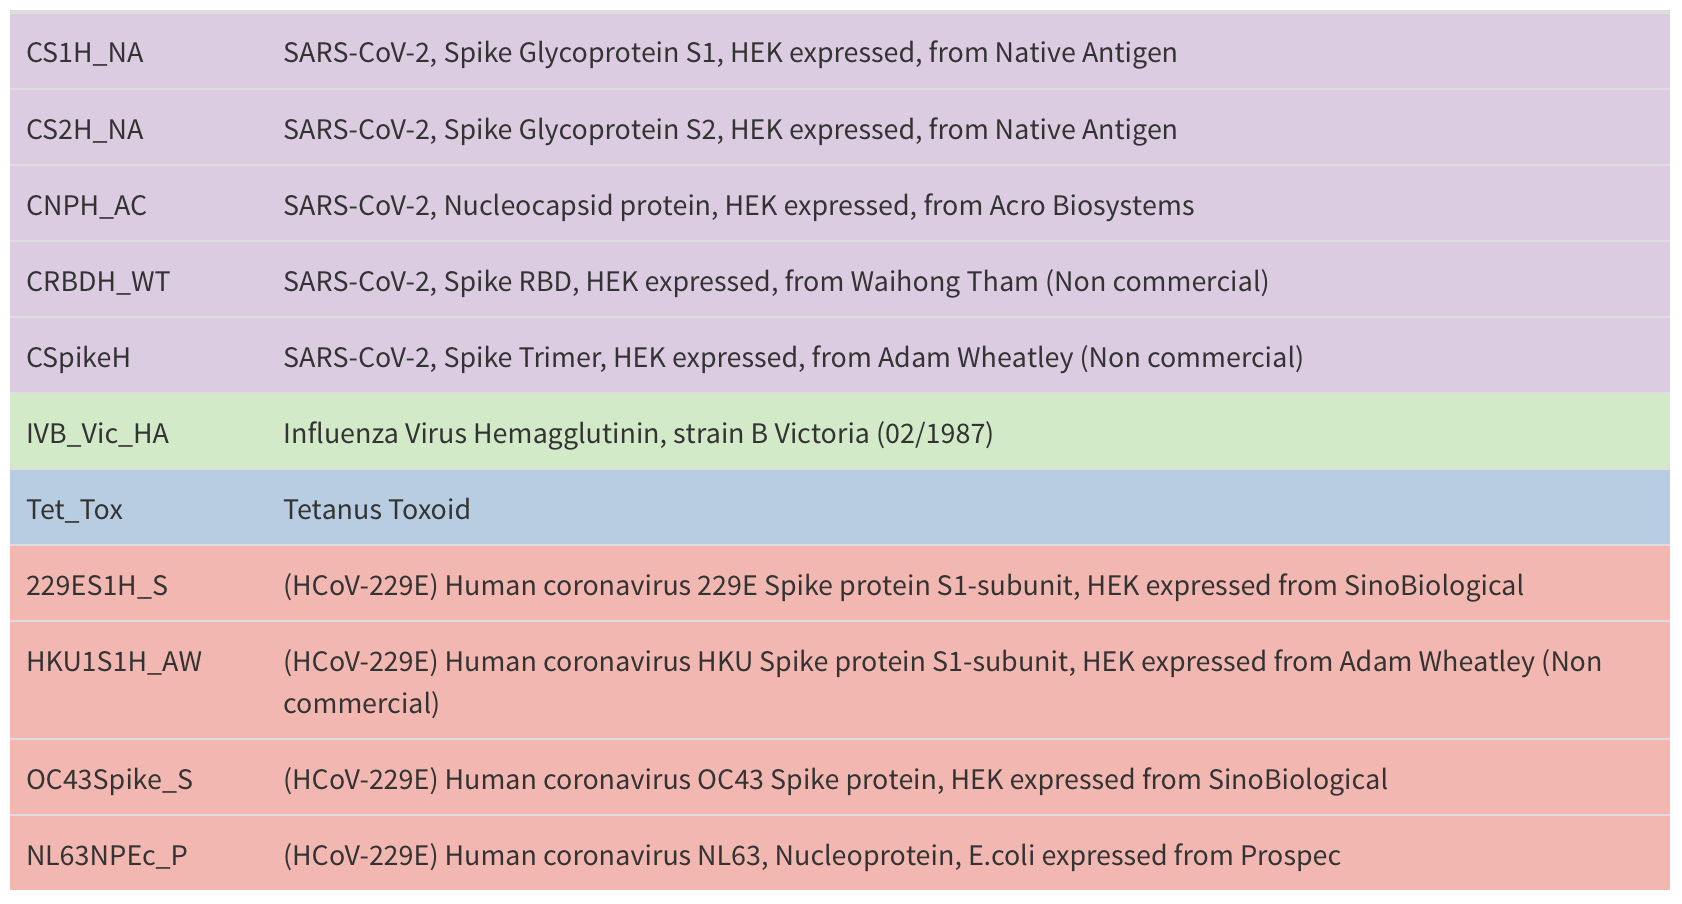 CS1H_NA SARS-CoV-2, Spike Glycoprotein S1, HEK expressed, from Native Antigen
CS2H_NA SARS-CoV-2, Spike Glycoprotein S2, HEK expressed, from Native Antigen
CNPH_AC SARS-CoV-2, Nucleocapsid protein, HEK expressed, from Acro Biosystems
CRBDH_WT SARS-CoV-2, Spike RBD, HEK expressed, from Waihong Tham (Non commercial)
CSpikeH SARS-CoV-2, Spike Trimer, HEK expressed, from Adam Wheatley (Non commercial)
IVB_Vic_HA Influenza Virus Hemagglutinin, strain B Victoria (02/1987)
Tet_Tox Tetanus Toxoid
229ES1H_S (HCoV-229E) Human coronavirus 229E Spike protein S1-subunit, HEK expressed from SinoBiological
HKU1S1H_AW (HCoV-229E) Human coronavirus HKU Spike protein S1-subunit, HEK expressed from Adam Wheatley (Non
commercial)
OC43Spike_S (HCoV-229E) Human coronavirus OC43 Spike protein, HEK expressed from SinoBiological
NL63NPEc_P (HCoV-229E) Human coronavirus NL63, Nucleoprotein, E.coli expressed from Prospec